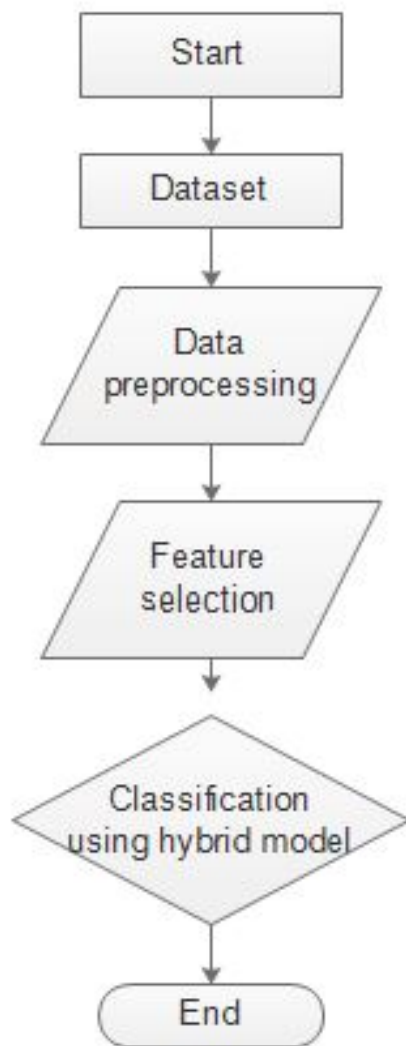 Start
Dataset
Data
preprocessing
Feature
selection
Classification
using hybrid model
End